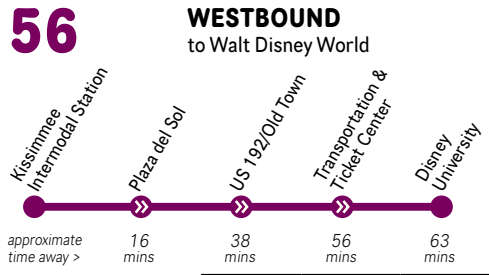 56
WESTBOUND
to Walt Disney World
Kissimmee
Intermodal Station
Plaza del Sol
US 192/Old Town
Transportation &
Ticket Center
Disney
University
approximate
time away >
16
mins
38
mins
56
mins
63
mins